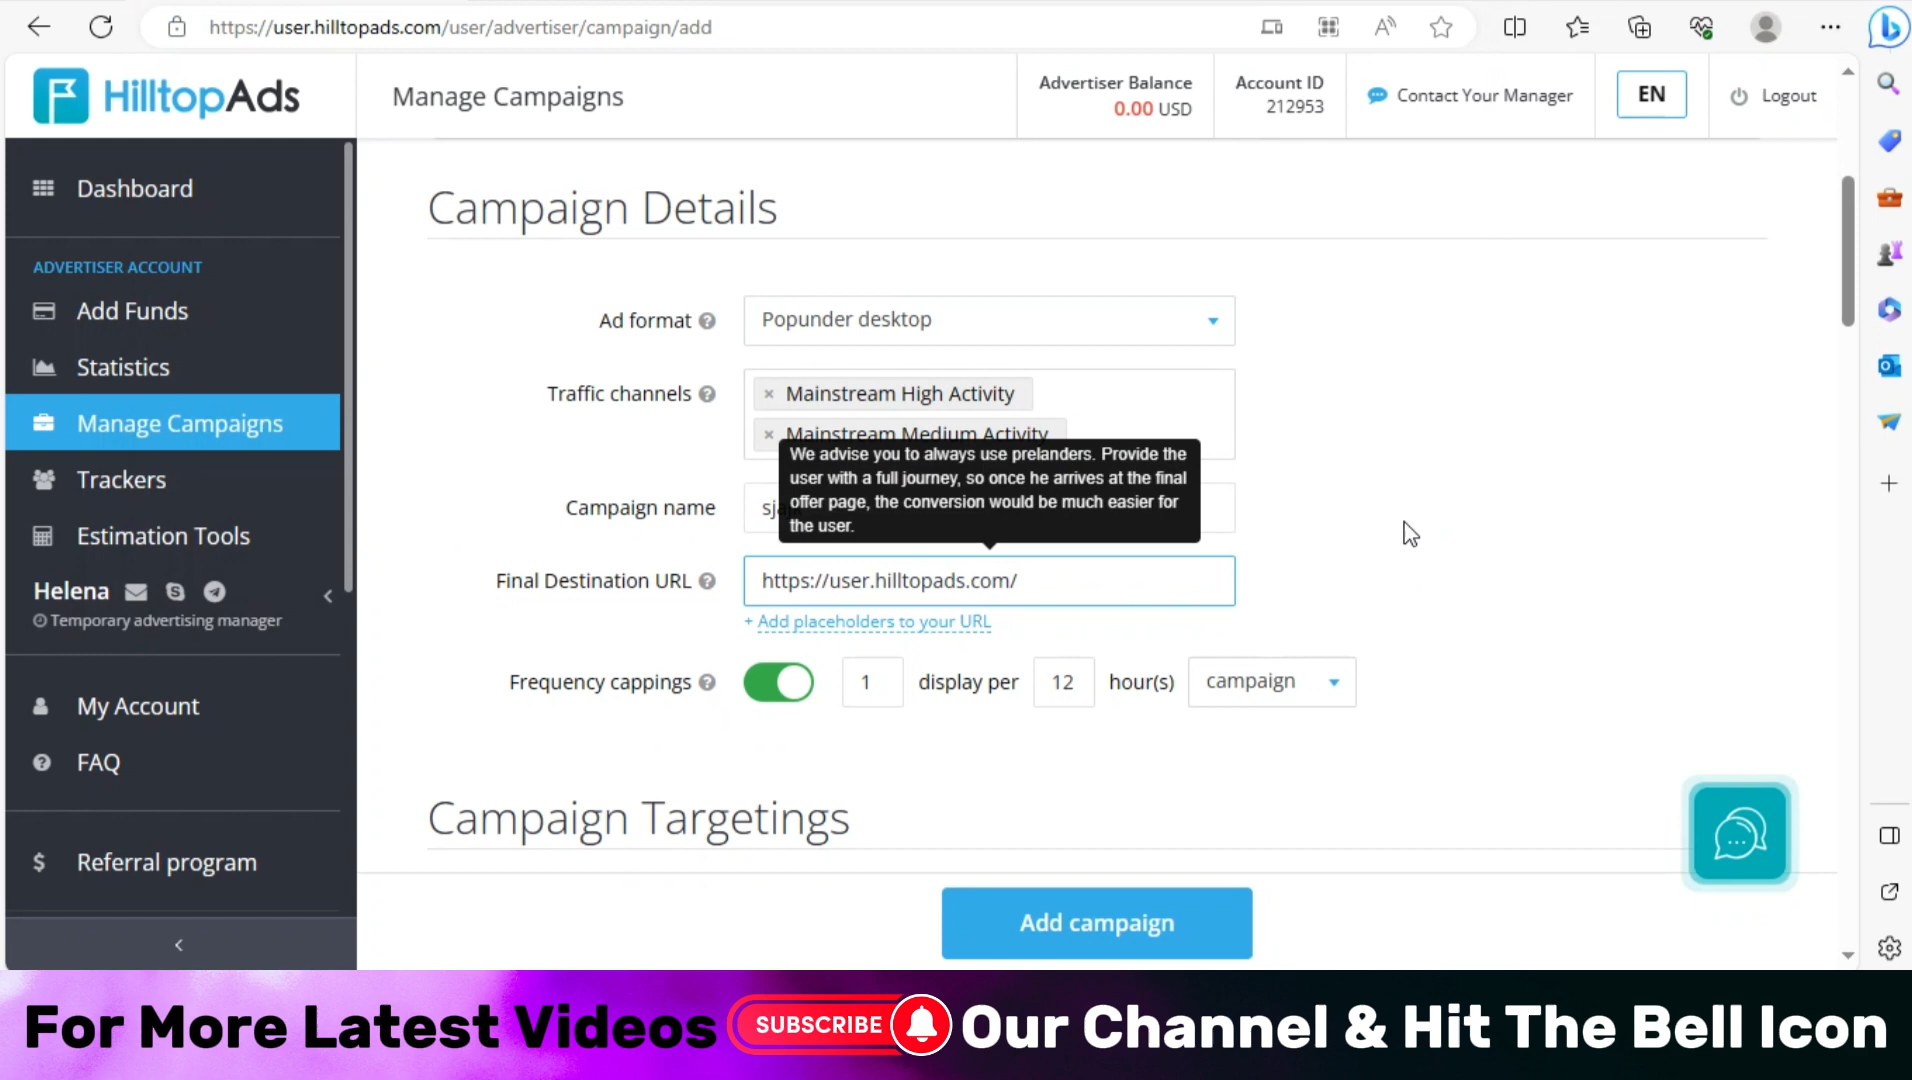 https://user.hilltopads.com/user/advertiser/campaign/add
HilltopAds
Manage Campaigns
Advertiser Balance
0.00 USD
Account ID
212953
Contact Your Manager
EN
Logout
Dashboard
ADVERTISER ACCOUNT
Add Funds
Statistics
Manage Campaigns
Trackers
Estimation Tools
Helena
Temporary advertising manager
My Account
FAQ
Referral program
Campaign Details
Ad format
Popunder desktop
Traffic channels
× Mainstream High Activity
× Mainstream Medium Activity
We advise you to always use prelanders. Provide the
user with a full journey, so once he arrives at the final
offer page, the conversion would be much easier for
the user.
Campaign name
Final Destination URL
https://user.hilltopads.com/
+ Add placeholders to your URL
Frequency cappings
1 display per 12 hour(s) campaign
Campaign Targetings
Add campaign
For More Latest Videos SUBSCRIBE Our Channel & Hit The Bell Icon